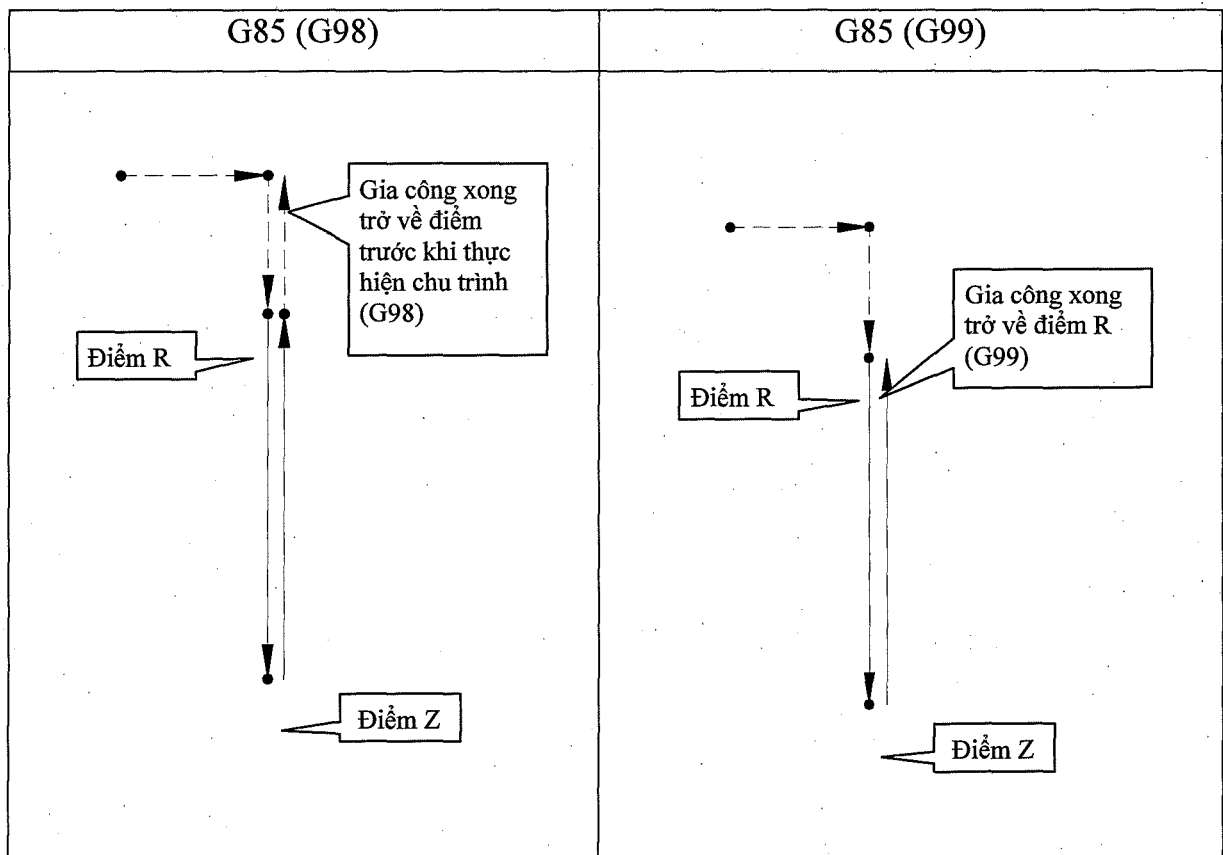 G85 (G98)
G85 (G99)
Gia công xong
trở về điểm
trước khi thực
hiện chu trình
(G98)
Điểm R
Điểm Z
Gia công xong
trở về điểm R
(G99)
Điểm R
Điểm Z